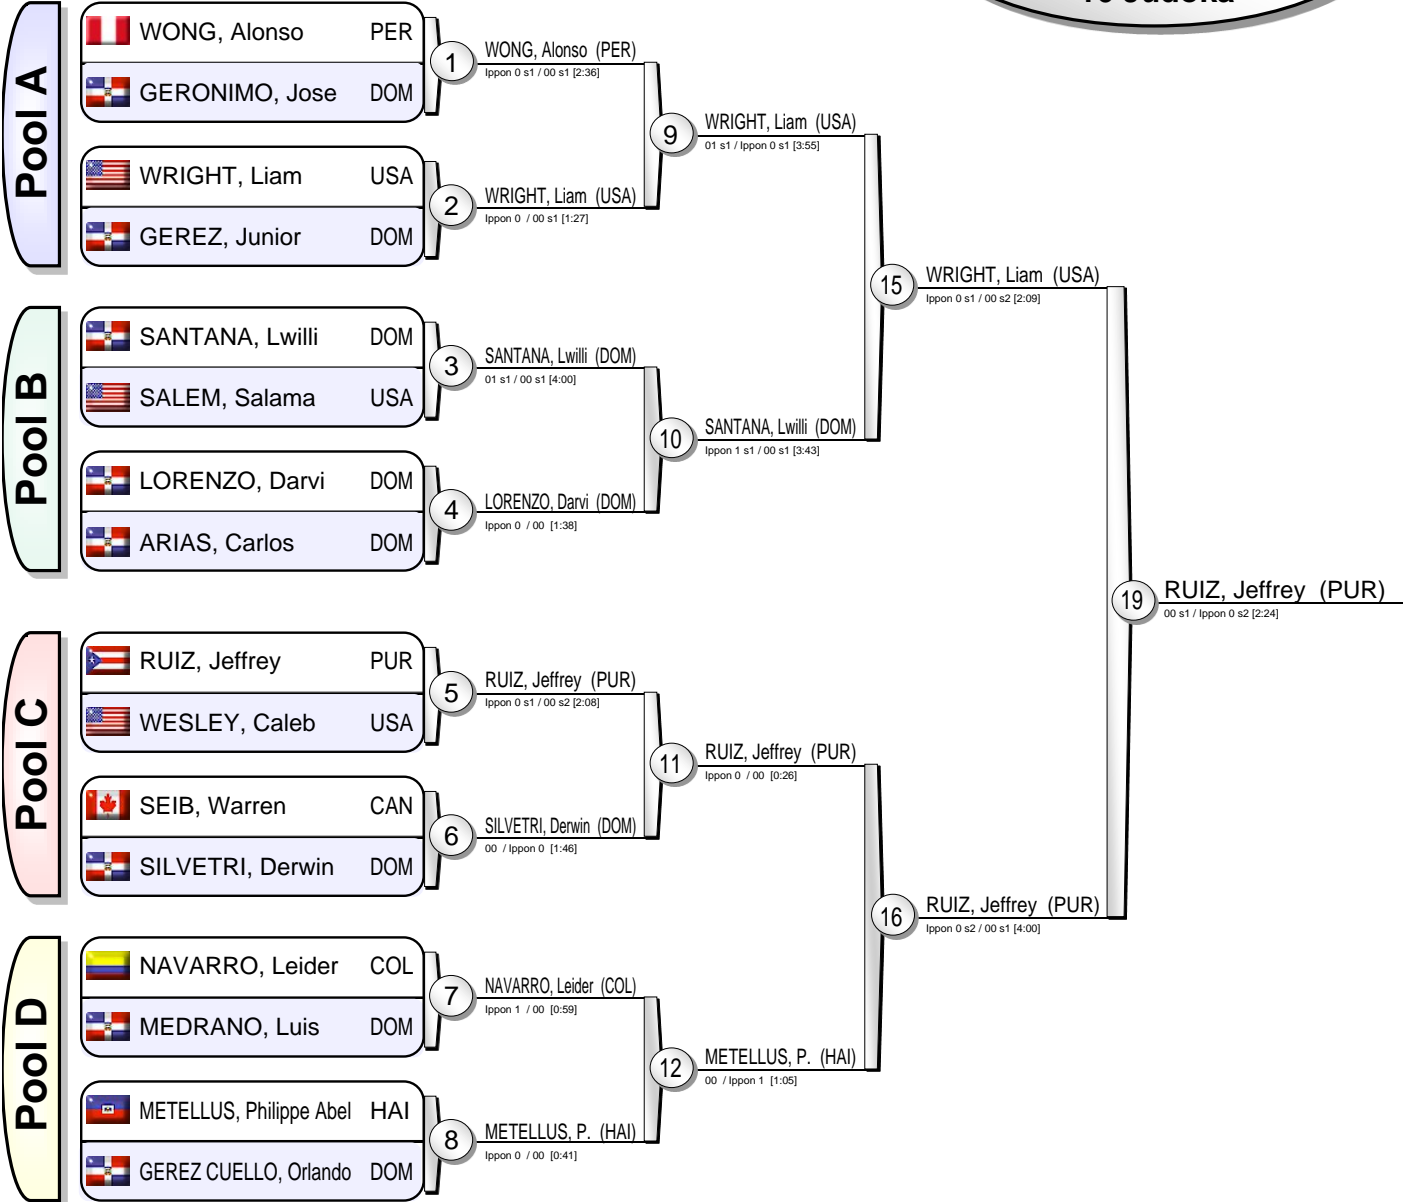 Pool A
WONG, Alonso PER
GERONIMO, Jose DOM
1
WONG, Alonso (PER)
Ippon 0 s1 / 00 s1 [2:36]
WRIGHT, Liam USA
GEREZ, Junior DOM
2
WRIGHT, Liam (USA)
Ippon 0 / 00 s1 [1:27]
9
WRIGHT, Liam (USA)
01 s1 / Ippon 0 s1 [3:55]
Pool B
SANTANA, Lwilli DOM
SALEM, Salama USA
3
SANTANA, Lwilli (DOM)
01 s1 / 00 s1 [4:00]
LORENZO, Darvi DOM
ARIAS, Carlos DOM
4
LORENZO, Darvi (DOM)
Ippon 0 / 00 [1:38]
10
SANTANA, Lwilli (DOM)
Ippon 1 s1 / 00 s1 [3:43]
15
WRIGHT, Liam (USA)
Ippon 0 s1 / 00 s2 [2:09]
Pool C
RUIZ, Jeffrey PUR
WESLEY, Caleb USA
5
RUIZ, Jeffrey (PUR)
Ippon 0 s1 / 00 s2 [2:08]
SEIB, Warren CAN
SILVETRI, Derwin DOM
6
SILVETRI, Derwin (DOM)
00 / Ippon 0 [1:46]
11
RUIZ, Jeffrey (PUR)
Ippon 0 / 00 [0:26]
Pool D
NAVARRO, Leider COL
MEDRANO, Luis DOM
7
NAVARRO, Leider (COL)
Ippon 1 / 00 [0:59]
METELLUS, Philippe Abel HAI
GEREZ CUELLO, Orlando DOM
8
METELLUS, P. (HAI)
Ippon 0 / 00 [0:41]
12
METELLUS, P. (HAI)
00 / Ippon 1 [1:05]
16
RUIZ, Jeffrey (PUR)
Ippon 0 s2 / 00 s1 [4:00]
19
RUIZ, Jeffrey (PUR)
00 s1 / Ippon 0 s2 [2:24]